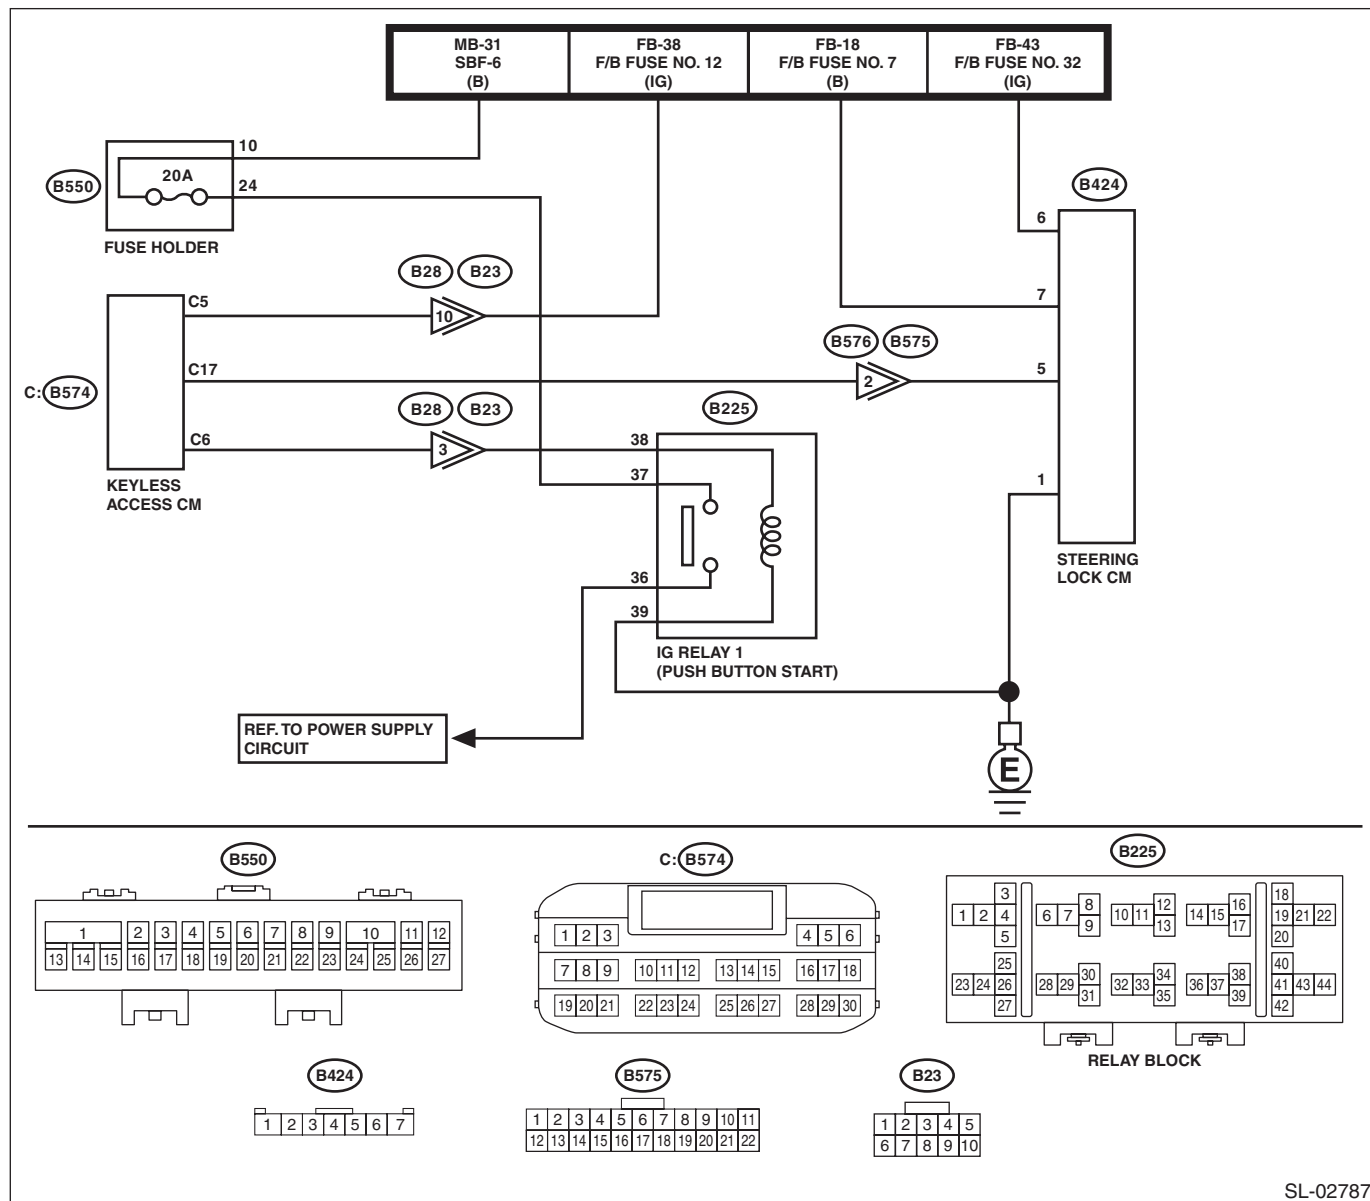 MB-31
SBF-6
(B)
FB-38
F/B FUSE NO. 12
(IG)
FB-18
F/B FUSE NO. 7
(B)
FB-43
F/B FUSE NO. 32
(IG)
10
20A
24
B550
FUSE HOLDER
B424
6
B28 B23
C5
10
7
B576 B575
C17
2
5
C: B574
B28 B23
B225
C6
3
38
KEYLESS
ACCESS CM
37
1
36
STEERING
LOCK CM
39
IG RELAY 1
(PUSH BUTTON START)
REF. TO POWER SUPPLY
CIRCUIT
E
B550
1 2 3 4 5 6 7 8 9 10 11 12
13 14 15 16 17 18 19 20 21 22 23 24 25 26 27
C: B574
1 2 3 4 5 6
7 8 9 10 11 12 13 14 15 16 17 18
19 20 21 22 23 24 25 26 27 28 29 30
B225
3 8 12 16 18
1 2 4 6 7 10 11 14 15 19 21 22
5 9 13 17 20
25 30 34 38 40
23 24 26 28 29 32 33 36 37 41 43 44
27 31 35 39 42
RELAY BLOCK
B424
1 2 3 4 5 6 7
B575
1 2 3 4 5 6 7 8 9 10 11
12 13 14 15 16 17 18 19 20 21 22
B23
1 2 3 4 5
6 7 8 9 10
SL-02787